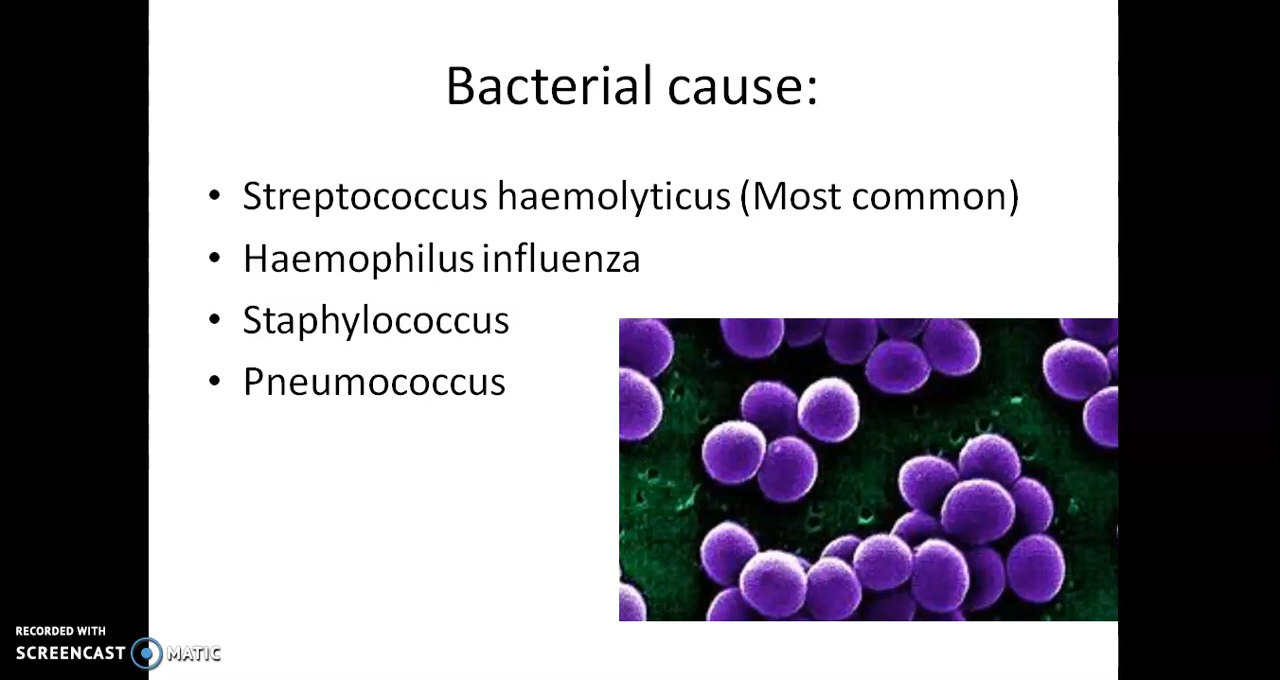 Bacterial cause:
• Streptococcus haemolyticus (Most common)
• Haemophilus influenza
• Staphylococcus
• Pneumococcus
RECORDED WITH
SCREENCAST MATIC